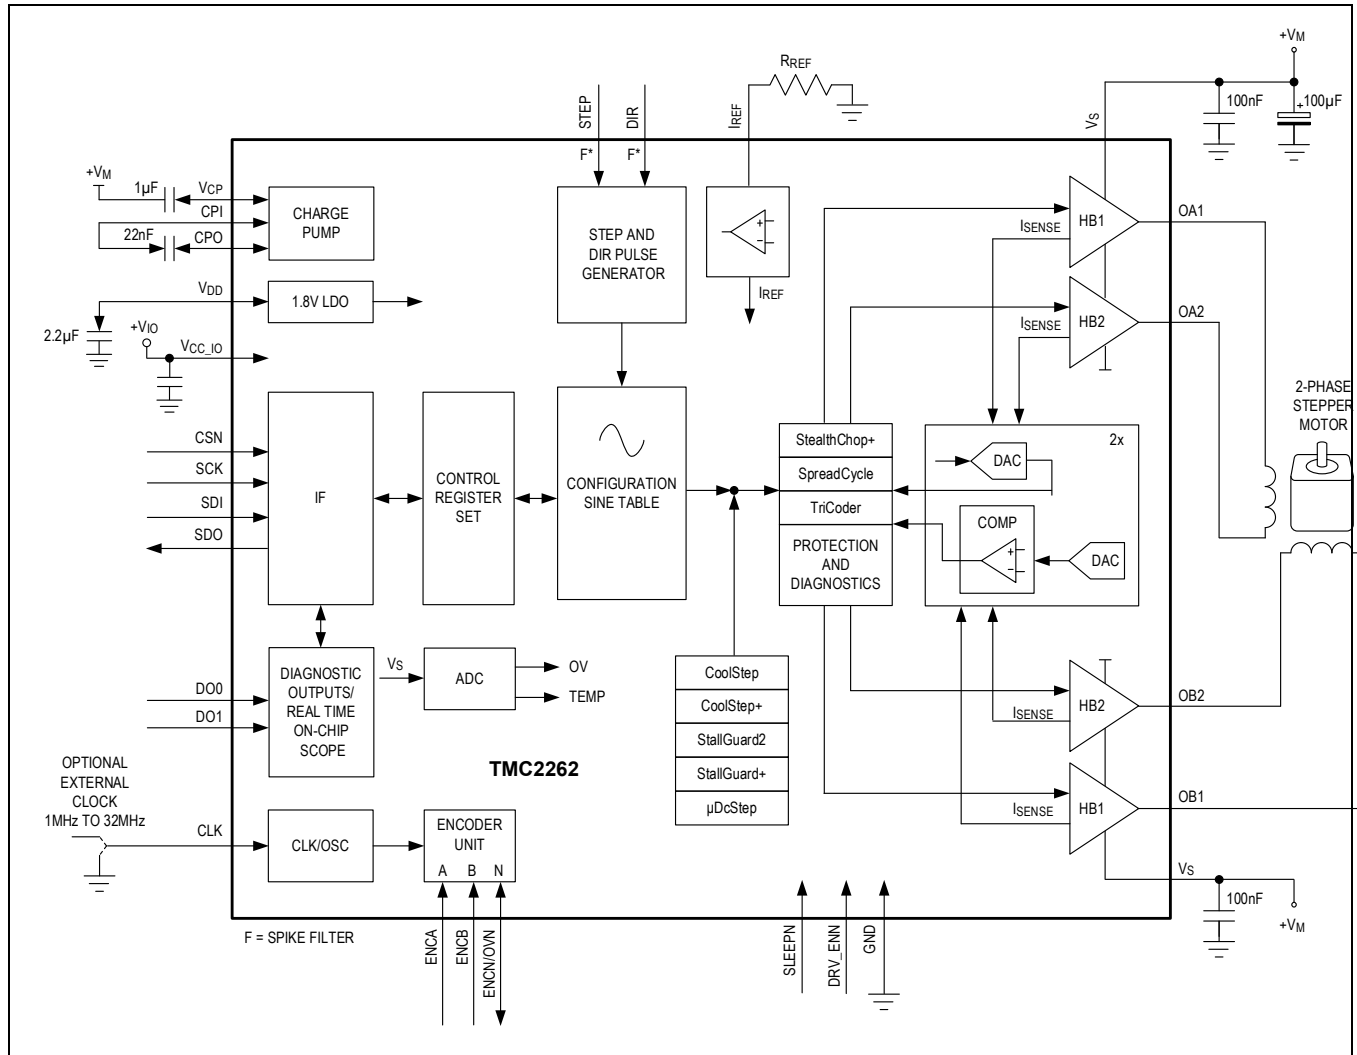 +VM
RREF
STEP
DIR
IREF
VS
100nF
+
100µF
F*
F*
+VM
1µF
VCP
CPI
22nF
CPO
CHARGE
PUMP
STEP AND
DIR PULSE
GENERATOR
+
−
IREF
HB1
OA1
ISENSE
VDD
1.8V LDO
2.2µF
+VIO
VCC_IO
HB2
OA2
ISENSE
2-PHASE
STEPPER
MOTOR
CSN
SCK
SDI
SDO
IF
CONTROL
REGISTER
SET
CONFIGURATION
SINE TABLE
StealthChop+
SpreadCycle
TriCoder
PROTECTION
AND
DIAGNOSTICS
2x
DAC
COMP
+
−
DAC
DO0
DO1
DIAGNOSTIC
OUTPUTS/
REAL TIME
ON-CHIP
SCOPE
VS
ADC
OV
TEMP
CoolStep
CoolStep+
StallGuard2
StallGuard+
µDcStep
HB2
OB2
ISENSE
TMC2262
HB1
OB1
ISENSE
OPTIONAL
EXTERNAL
CLOCK
1MHz TO 32MHz
CLK
CLK/OSC
ENCODER
UNIT
A B N
VS
100nF
+VM
F = SPIKE FILTER
ENCA
ENCB
ENCN/OVN
SLEEPN
DRV_ENN
GND